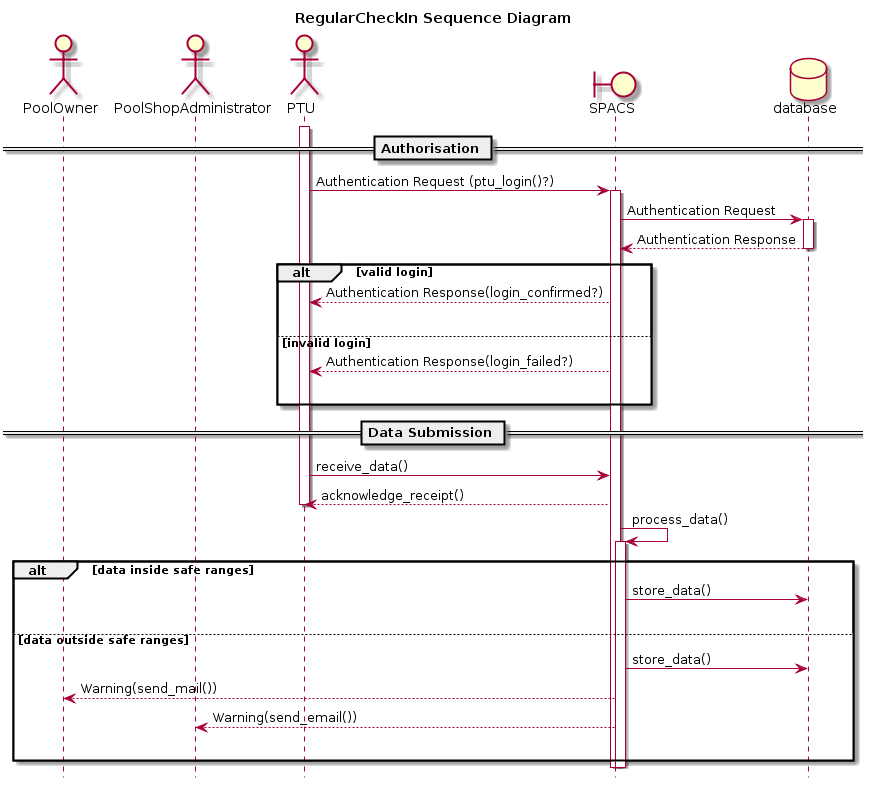 RegularCheckIn Sequence Diagram
PoolOwner
PoolShopAdministrator
PTU
SPACS
database
Authorisation
Authentication Request (ptu_login()?)
Authentication Request
Authentication Response
alt
[valid login]
Authentication Response(login_confirmed?)
[invalid login]
Authentication Response(login_failed?)
Data Submission
receive_data()
acknowledge_receipt()
process_data()
alt
[data inside safe ranges]
store_data()
[data outside safe ranges]
store_data()
Warning(send_mail())
Warning(send_email())